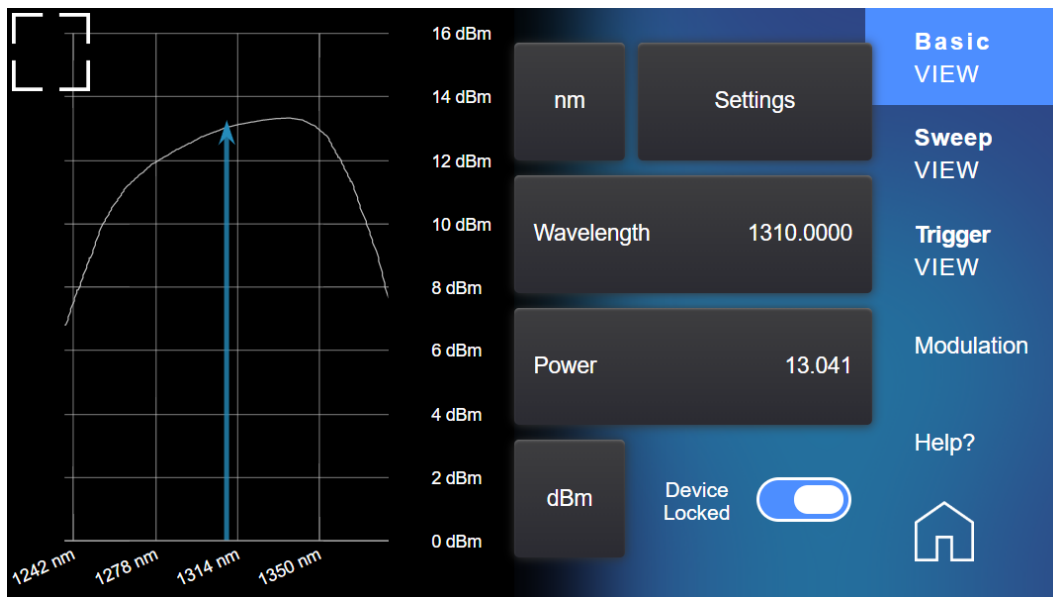 16 dBm
14 dBm
12 dBm
10 dBm
8 dBm
6 dBm
4 dBm
2 dBm
0 dBm
1242 nm
1278 nm
1314 nm
1350 nm
nm
Settings
Wavelength 1310.0000
Power 13.041
dBm
Device
Locked
Basic
VIEW
Sweep
VIEW
Trigger
VIEW
Modulation
Help?